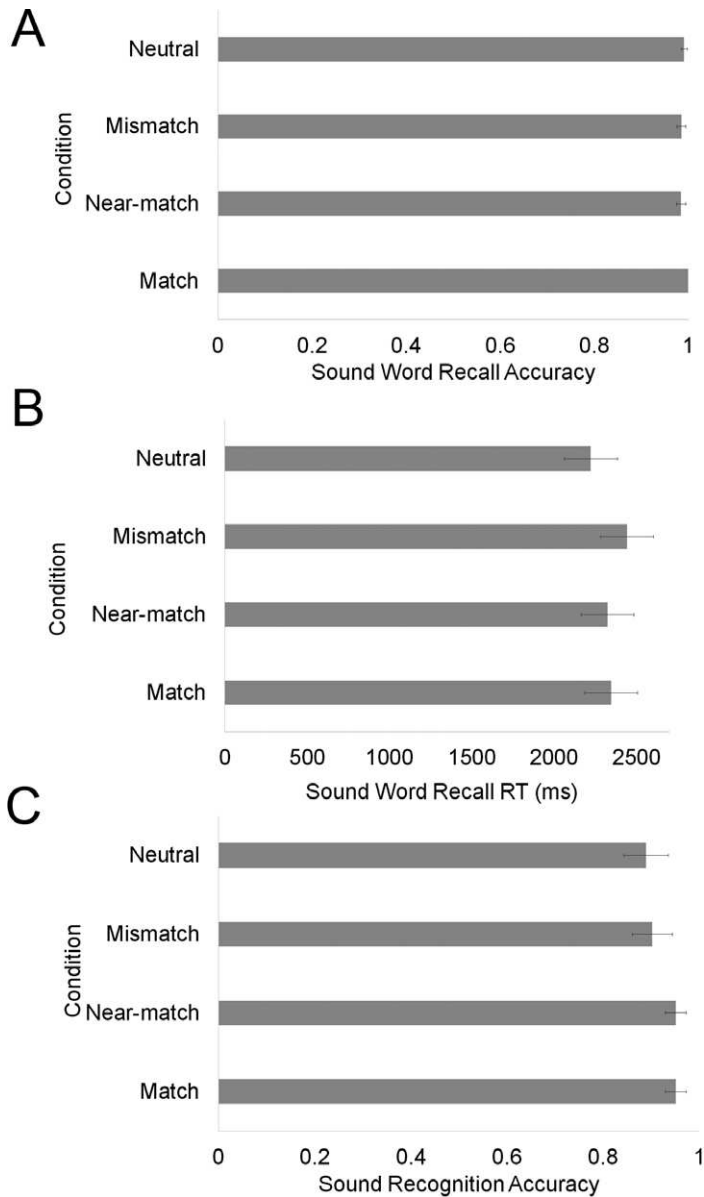 A
Condition
Neutral
Mismatch
Near-match
Match
0 0.2 0.4 0.6 0.8 1
Sound Word Recall Accuracy
B
Condition
Neutral
Mismatch
Near-match
Match
0 500 1000 1500 2000 2500
Sound Word Recall RT (ms)
C
Condition
Neutral
Mismatch
Near-match
Match
0 0.2 0.4 0.6 0.8 1
Sound Recognition Accuracy